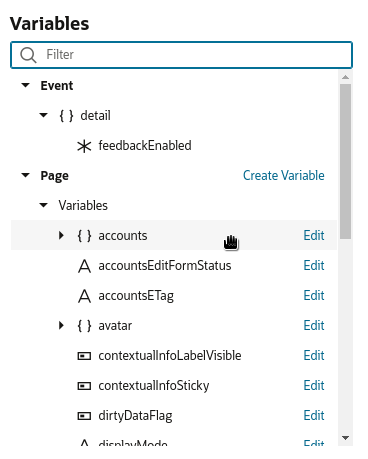 Variables
Filter
Event
{ } detail
feedbackEnabled
Page Create Variable
Variables
{ } accounts Edit
accountsEditFormStatus Edit
accountsETag Edit
{ } avatar Edit
contextualInfoLabelVisible Edit
contextualInfoSticky Edit
dirtyDataFlag Edit
displayMode Edit